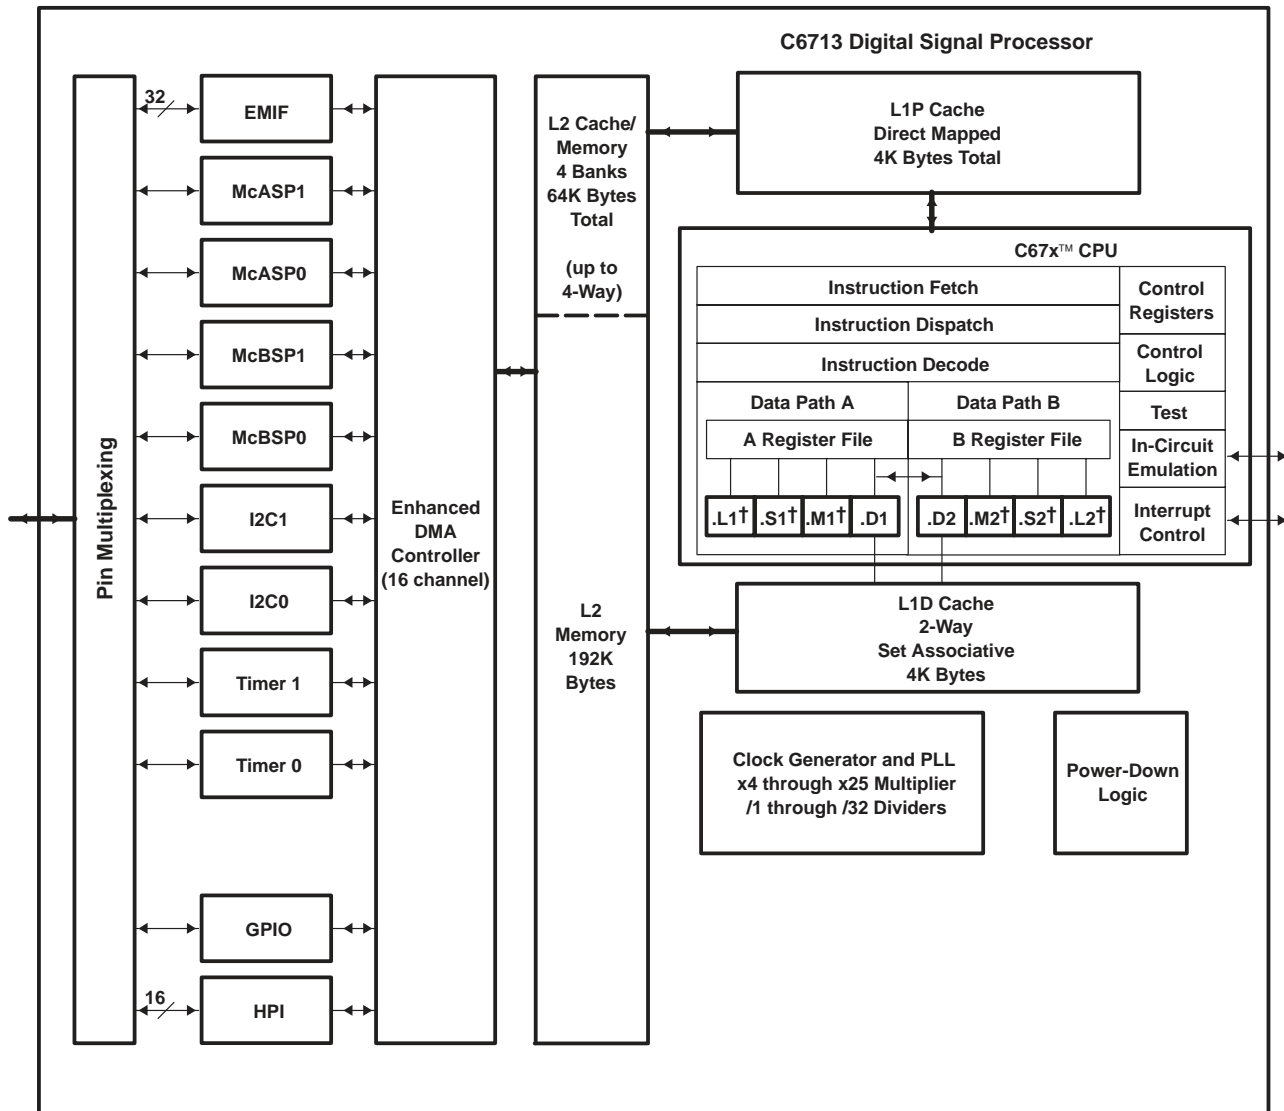 C6713 Digital Signal Processor
Pin Multiplexing
32
EMIF
McASP1
McASP0
McBSP1
McBSP0
I2C1
I2C0
Timer 1
Timer 0
GPIO
16
HPI
Enhanced
DMA
Controller
(16 channel)
L2 Cache/
Memory
4 Banks
64K Bytes
Total
(up to
4-Way)
L2
Memory
192K
Bytes
L1P Cache
Direct Mapped
4K Bytes Total
C67x™ CPU
Instruction Fetch
Instruction Dispatch
Instruction Decode
Data Path A
Data Path B
A Register File
B Register File
.L1†
.S1†
.M1†
.D1
.D2
.M2†
.S2†
.L2†
Control
Registers
Control
Logic
Test
In-Circuit
Emulation
Interrupt
Control
L1D Cache
2-Way
Set Associative
4K Bytes
Clock Generator and PLL
x4 through x25 Multiplier
/1 through /32 Dividers
Power-Down
Logic